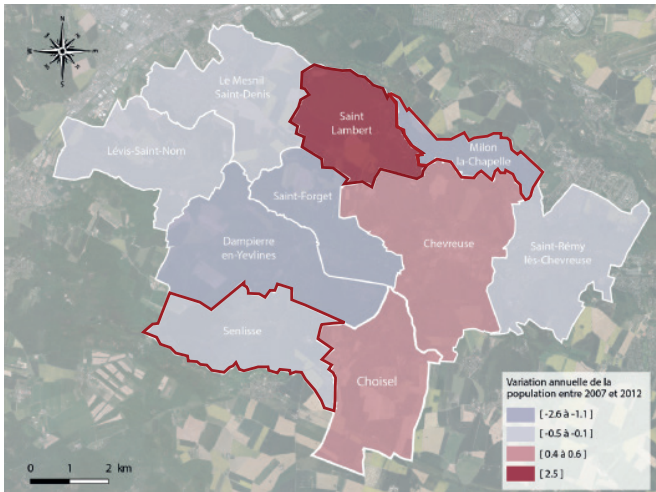 N
E
S
Le Mesnil
Saint-Denis
Saint
Lambert
Milon
la-Chapelle
Lévis-Saint-Nom
Saint-Forget
Dampierre
en-Yevlines
Chevreuse
Saint-Rémy
lès-Chevreuse
Senlisse
Choisel
Variation annuelle de la
population entre 2007 et 2012
[ -2.6 à -1.1 ]
[ -0.5 à -0.1 ]
[ 0.4 à 0.6 ]
[ 2.5 ]
0 1 2 km